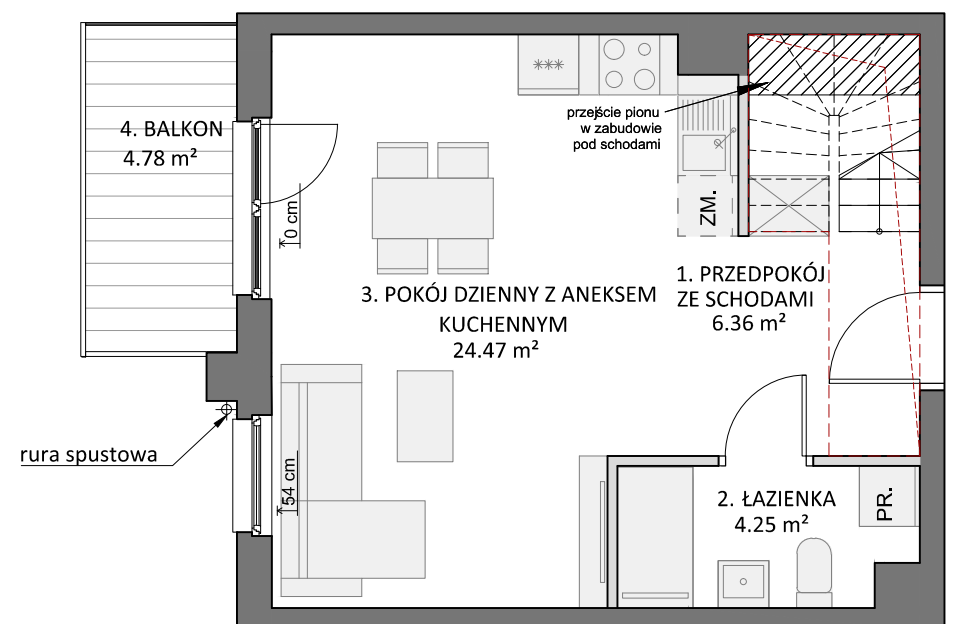 ***
przejście pionu
w zabudowie
pod schodami
4. BALKON
4.78 m²
0 cm
ZM.
3. POKÓJ DZIENNY Z ANEKSEM
KUCHENNYM
24.47 m²
1. PRZEDPOKÓJ
ZE SCHODAMI
6.36 m²
rura spustowa
54 cm
2. ŁAZIENKA
4.25 m²
PR.